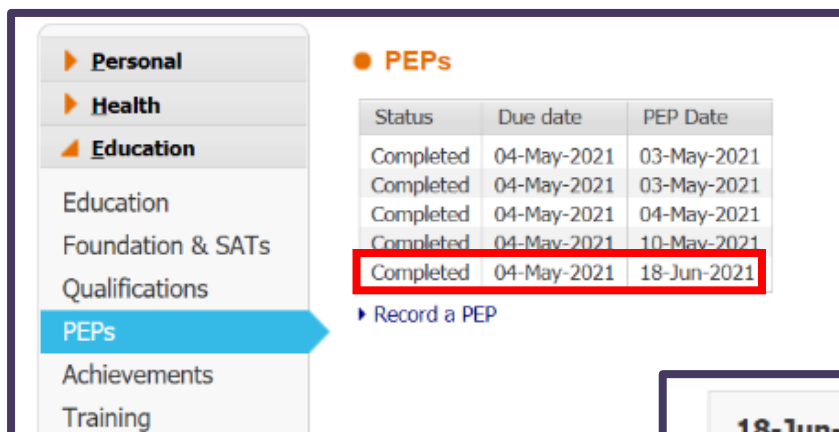 Personal
Health
Education
Education
Foundation & SATs
Qualifications
PEPs
Achievements
Training
PEPs
Status Due date PEP Date
Completed 04-May-2021 03-May-2021
Completed 04-May-2021 03-May-2021
Completed 04-May-2021 04-May-2021
Completed 04-May-2021 10-May-2021
Completed 04-May-2021 18-Jun-2021
Record a PEP
18-Jun-